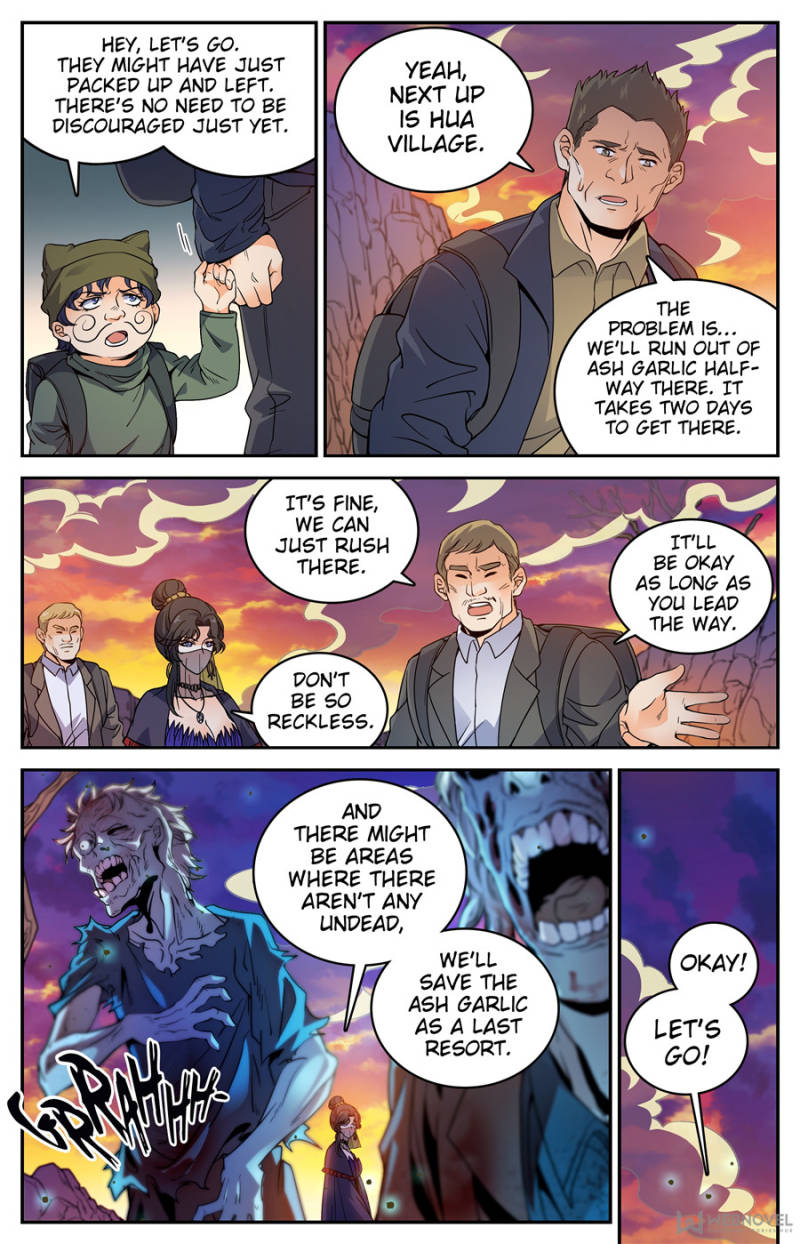 HEY, LET'S GO.
THEY MIGHT HAVE JUST
PACKED UP AND LEFT.
THERE'S NO NEED TO BE
DISCOURAGED JUST YET.
YEAH,
NEXT UP
IS HUA
VILLAGE.
THE
PROBLEM IS...
WE'LL RUN OUT OF
ASH GARLIC HALF-
WAY THERE. IT
TAKES TWO DAYS
TO GET THERE.
IT'S FINE,
WE CAN
JUST RUSH
THERE.
IT'LL
BE OKAY
AS LONG AS
YOU LEAD
THE WAY.
DON'T
BE SO
RECKLESS.
AND
THERE MIGHT
BE AREAS
WHERE THERE
AREN'T ANY
UNDEAD,
WE'LL
SAVE THE
ASH GARLIC
AS A LAST
RESORT.
GRRAHHH-
OKAY!
LET'S
GO!